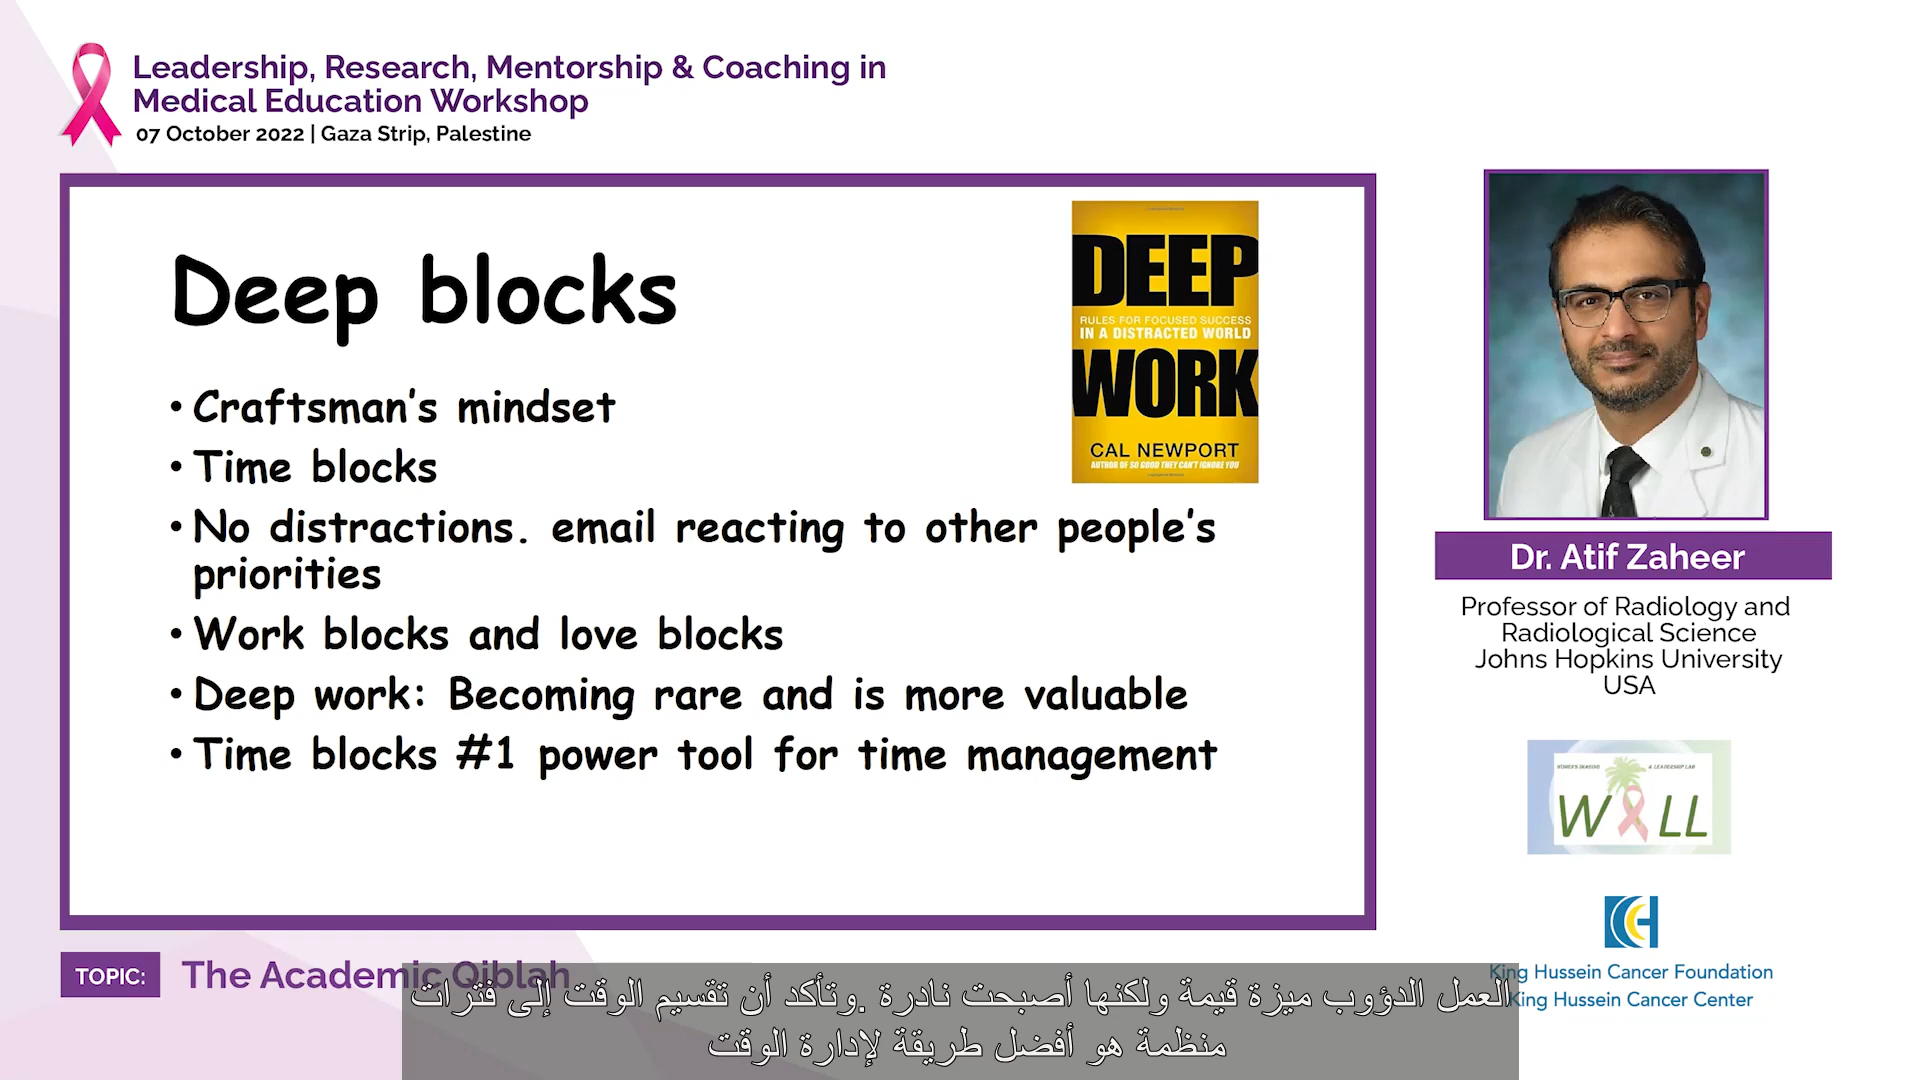 Leadership, Research, Mentorship & Coaching in
Medical Education Workshop
07 October 2022 | Gaza Strip, Palestine
Deep blocks
• Craftsman's mindset
• Time blocks
• No distractions. email reacting to other people's
priorities
• Work blocks and love blocks
• Deep work: Becoming rare and is more valuable
• Time blocks #1 power tool for time management
DEEP
RULES FOR FOCUSED SUCCESS
IN A DISTRACTED WORLD
WORK
CAL NEWPORT
AUTHOR OF SO GOOD THEY CAN'T IGNORE YOU
Dr. Atif Zaheer
Professor of Radiology and
Radiological Science
Johns Hopkins University
USA
WOMEN'S IMAGING & LEADERSHIP LAB
WILL
King Hussein Cancer Foundation
King Hussein Cancer Center
TOPIC: The Academic Qiblah
العمل الدؤوب ميزة قيمة ولكنها أصبحت نادرة .وتأكد أن تقسيم الوقت إلى فترات
منظمة هو أفضل طريقة لإدارة الوقت